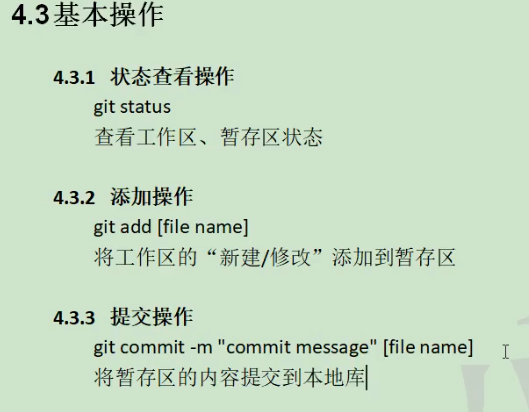 4.3基本操作
4.3.1 状态查看操作
git status
查看工作区、暂存区状态
4.3.2 添加操作
git add [file name]
将工作区的“新建/修改”添加到暂存区
4.3.3 提交操作
git commit -m "commit message" [file name]
将暂存区的内容提交到本地库